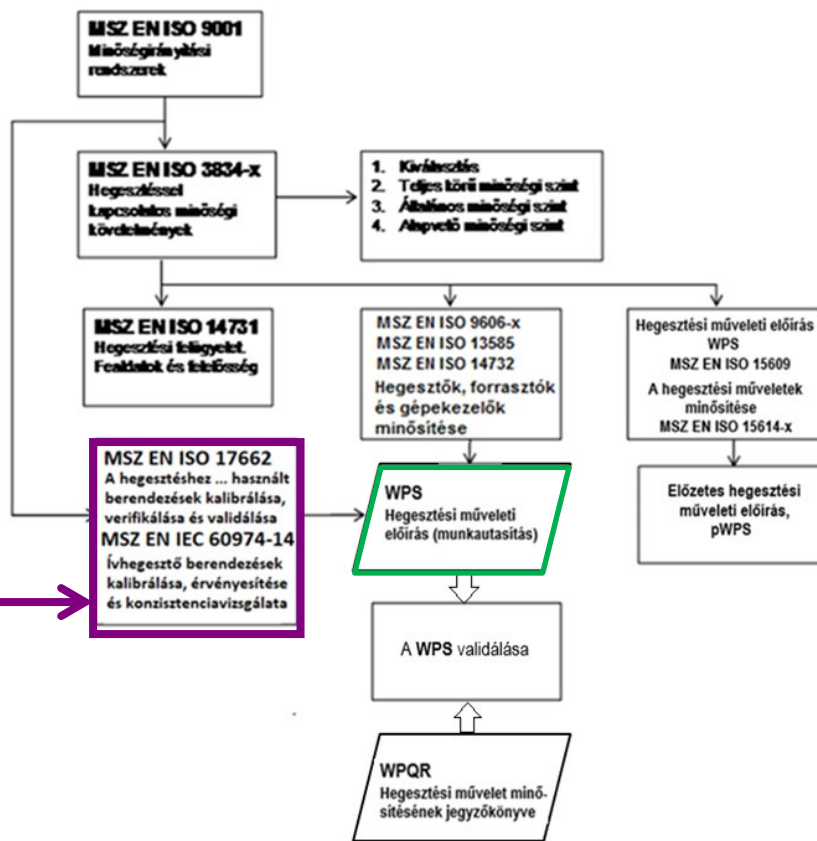 MSZ EN ISO 9001
Minőségirányítási
rendszerek
MSZ EN ISO 3834-x
Hegesztéssel
kapcsolatos minőségi
követelmények
1. Kiválasztás
2. Teljes körű minőségi szint
3. Általános minőségi szint
4. Alapvető minőségi szint
MSZ EN ISO 14731
Hegesztési felügyelet.
Feladatok és felelősség
MSZ EN ISO 9606-x
MSZ EN ISO 13585
MSZ EN ISO 14732
Hegesztők, forrasztók
és gépekezelők
minősítése
Hegesztési műveleti előírás
WPS
MSZ EN ISO 15609
A hegesztési műveletek
minősítése
MSZ EN ISO 15614-x
MSZ EN ISO 17662
A hegesztéshez ... használt
berendezések kalibrálása,
verifikálása és validálása
MSZ EN IEC 60974-14
Ívhegesztő berendezések
kalibrálása, érvényesítése
és konzisztenciavizsgálata
WPS
Hegesztési műveleti
előírás (munkautasítás)
Előzetes hegesztési
műveleti előírás,
pWPS
A WPS validálása
WPQR
Hegesztési művelet minő-
sítésének jegyzőkönyve